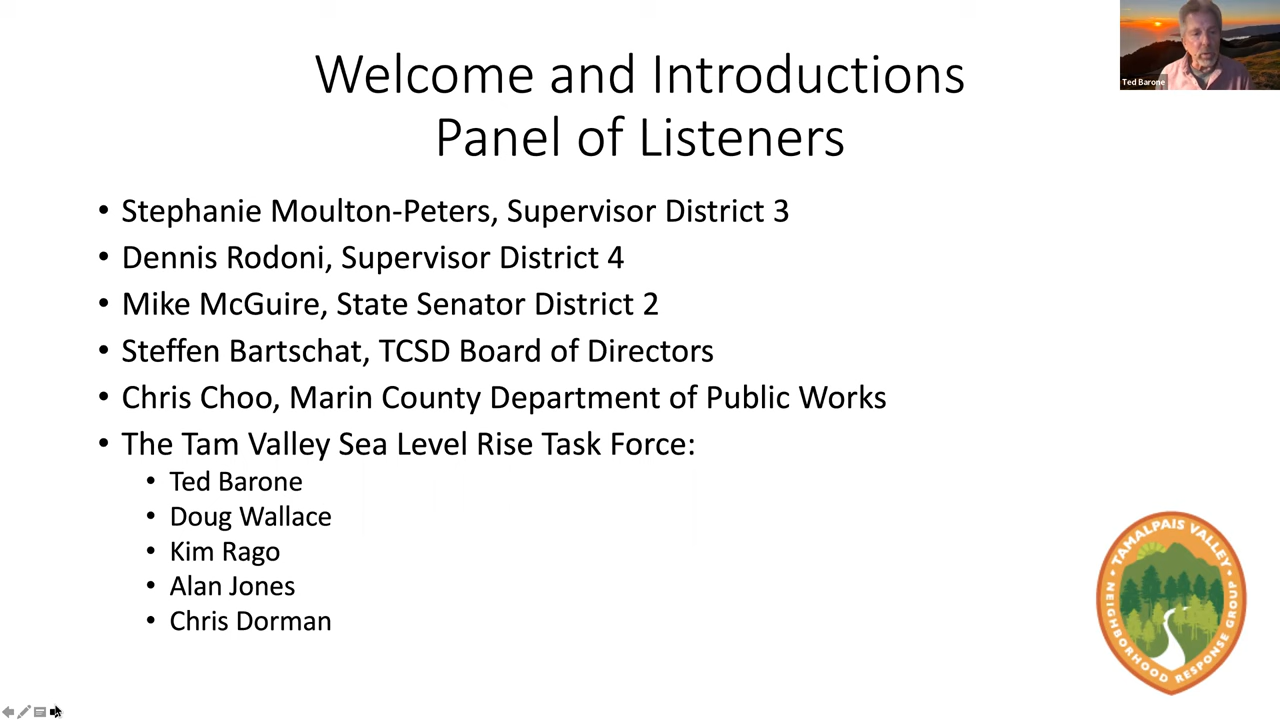 Welcome and Introductions
Panel of Listeners
Ted Barone
• Stephanie Moulton-Peters, Supervisor District 3
• Dennis Rodoni, Supervisor District 4
• Mike McGuire, State Senator District 2
• Steffen Bartschat, TCSD Board of Directors
• Chris Choo, Marin County Department of Public Works
• The Tam Valley Sea Level Rise Task Force:
• Ted Barone
• Doug Wallace
• Kim Rago
• Alan Jones
• Chris Dorman
TAMALPAIS VALLEY
NEIGHBORHOOD RESPONSE GROUP